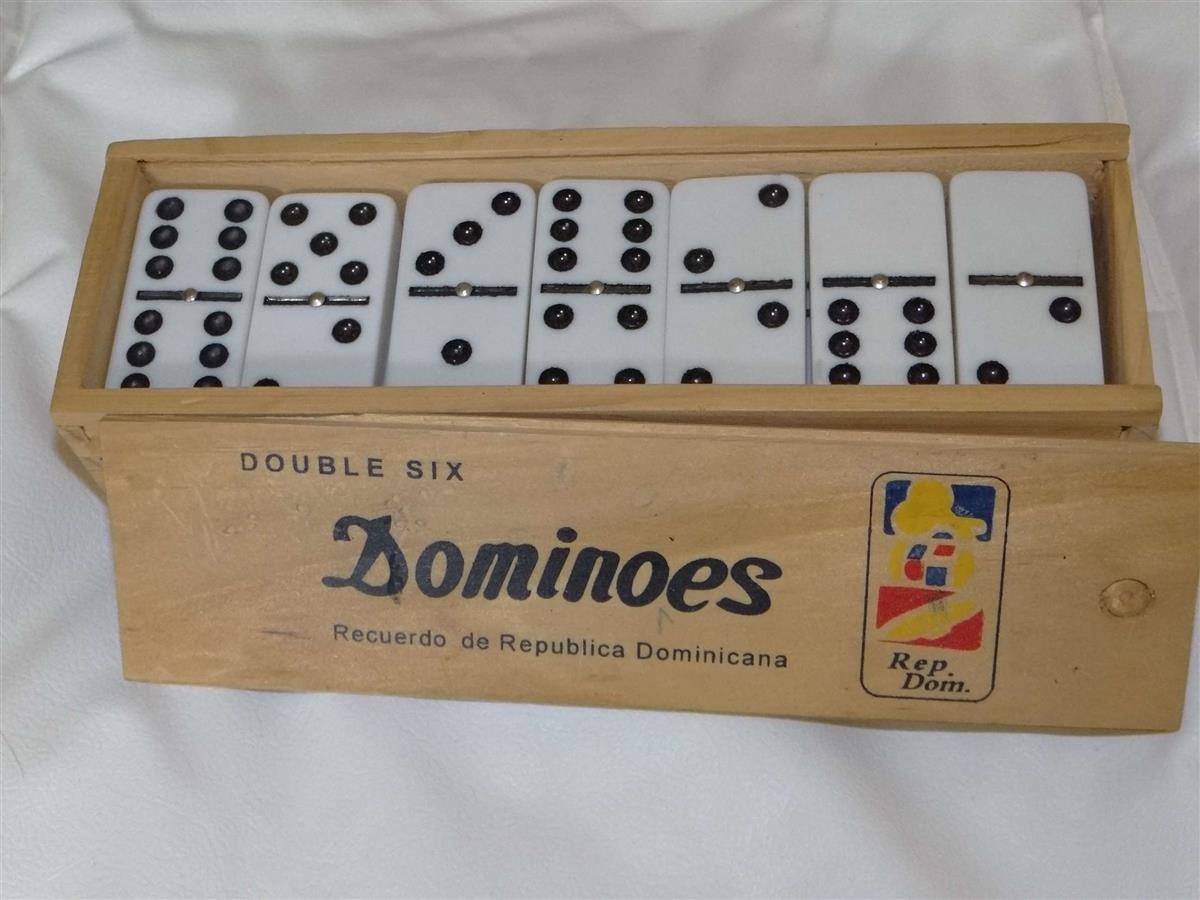 DOUBLE SIX
Dominoes
Recuerdo de Republica Dominicana
Rep.
Dom.